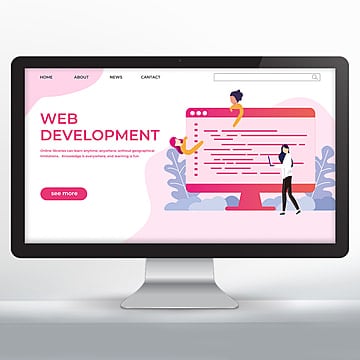 HOME ABOUT NEWS CONTACT
WEB
DEVELOPMENT
Online libraries can learn anytime, anywhere, without geographical
limitations. Knowledge is everywhere, and learning is fun.
see more